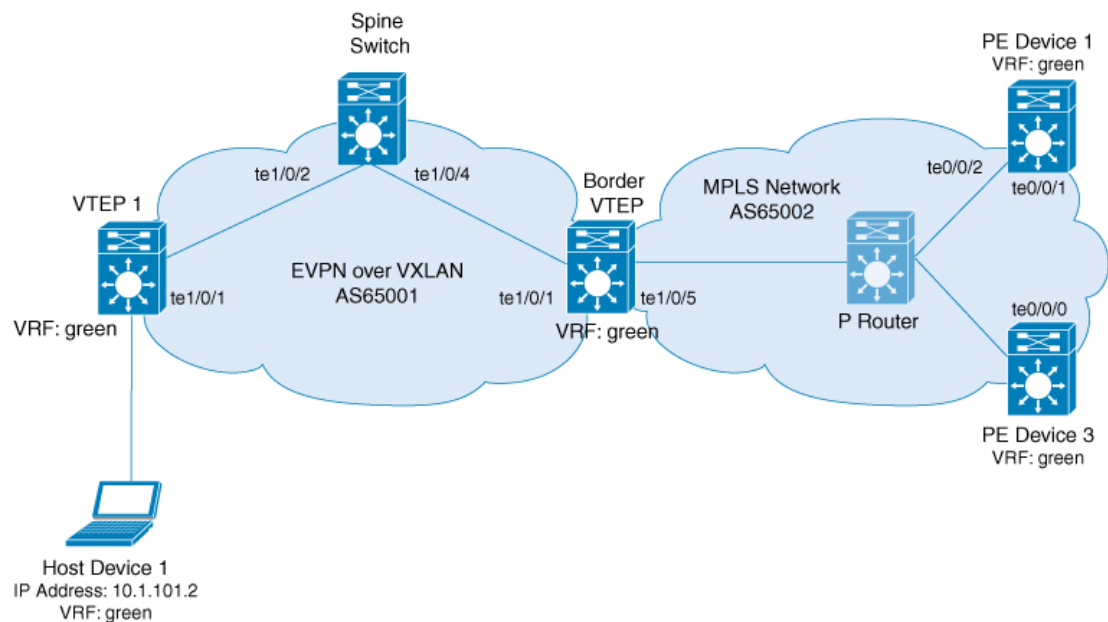 Spine
Switch
PE Device 1
VRF: green
te1/0/2
te1/0/4
te0/0/2
te0/0/1
VTEP 1
Border
VTEP
MPLS Network
AS65002
EVPN over VXLAN
AS65001
te1/0/1
te1/0/1
te1/0/5
VRF: green
VRF: green
P Router
te0/0/0
PE Device 3
VRF: green
Host Device 1
IP Address: 10.1.101.2
VRF: green